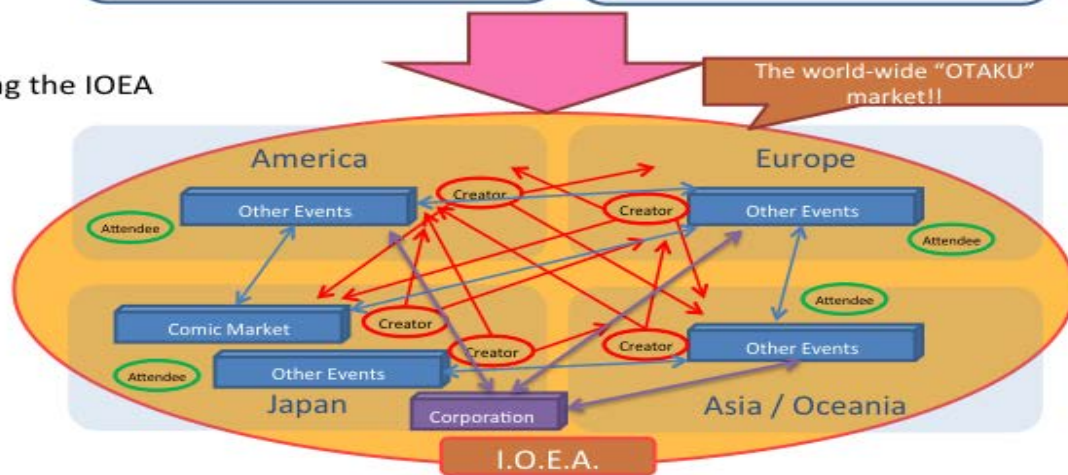 ng the IOEA
The world-wide “OTAKU”
market!!
America
Europe
Creator
Other Events
Creator
Other Events
Attendee
Attendee
Attendee
Comic Market
Creator
Creator
Creator
Other Events
Attendee
Other Events
Japan
Corporation
Asia / Oceania
I.O.E.A.